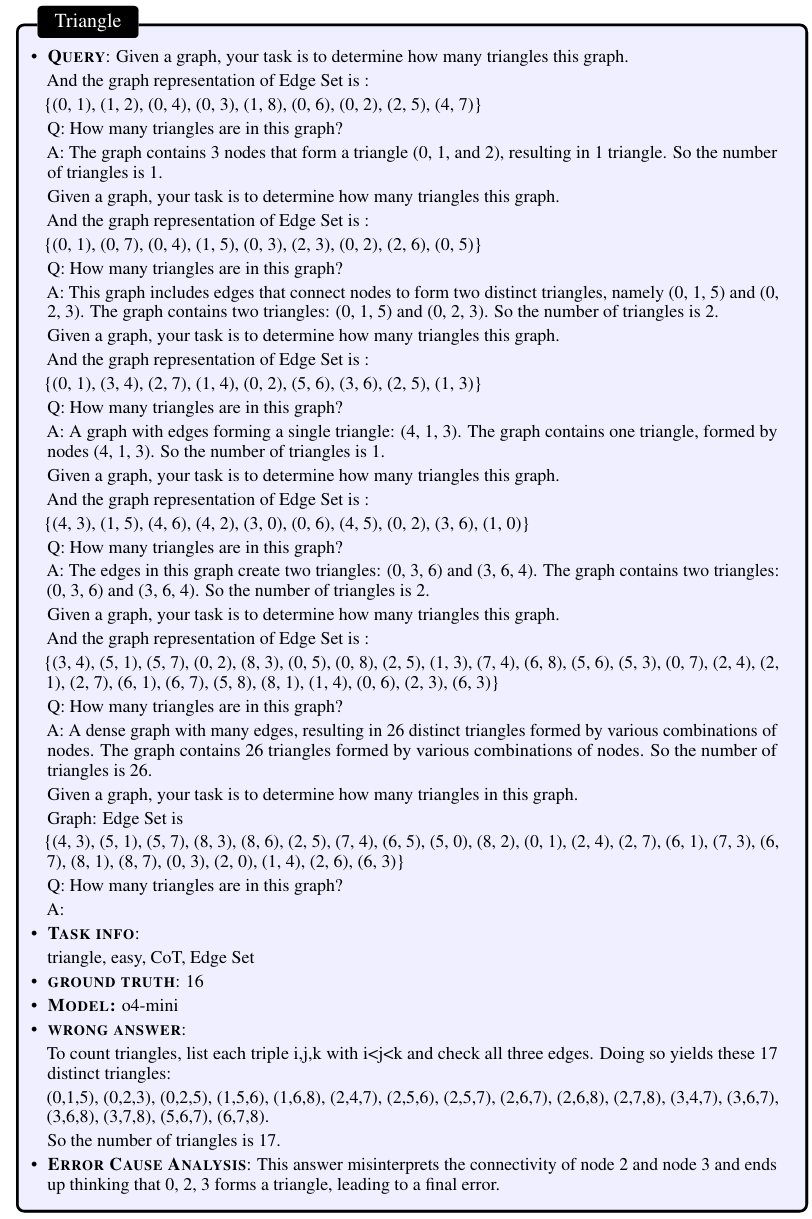 Triangle
• QUERY: Given a graph, your task is to determine how many triangles this graph.
And the graph representation of Edge Set is :
{(0, 1), (1, 2), (0, 4), (0, 3), (1, 8), (0, 6), (0, 2), (2, 5), (4, 7)}
Q: How many triangles are in this graph?
A: The graph contains 3 nodes that form a triangle (0, 1, and 2), resulting in 1 triangle. So the number
of triangles is 1.
Given a graph, your task is to determine how many triangles this graph.
And the graph representation of Edge Set is :
{(0, 1), (0, 7), (0, 4), (1, 5), (0, 3), (2, 3), (0, 2), (2, 6), (0, 5)}
Q: How many triangles are in this graph?
A: This graph includes edges that connect nodes to form two distinct triangles, namely (0, 1, 5) and (0,
2, 3). The graph contains two triangles: (0, 1, 5) and (0, 2, 3). So the number of triangles is 2.
Given a graph, your task is to determine how many triangles this graph.
And the graph representation of Edge Set is :
{(0, 1), (3, 4), (2, 7), (1, 4), (0, 2), (5, 6), (3, 6), (2, 5), (1, 3)}
Q: How many triangles are in this graph?
A: A graph with edges forming a single triangle: (4, 1, 3). The graph contains one triangle, formed by
nodes (4, 1, 3). So the number of triangles is 1.
Given a graph, your task is to determine how many triangles this graph.
And the graph representation of Edge Set is :
{(4, 3), (1, 5), (4, 6), (4, 2), (3, 0), (0, 6), (4, 5), (0, 2), (3, 6), (1, 0)}
Q: How many triangles are in this graph?
A: The edges in this graph create two triangles: (0, 3, 6) and (3, 6, 4). The graph contains two triangles:
(0, 3, 6) and (3, 6, 4). So the number of triangles is 2.
Given a graph, your task is to determine how many triangles this graph.
And the graph representation of Edge Set is :
{(3, 4), (5, 1), (5, 7), (0, 2), (8, 3), (0, 5), (0, 8), (2, 5), (1, 3), (7, 4), (6, 8), (5, 6), (5, 3), (0, 7), (2, 4), (2,
1), (2, 7), (6, 1), (6, 7), (5, 8), (8, 1), (1, 4), (0, 6), (2, 3), (6, 3)}
Q: How many triangles are in this graph?
A: A dense graph with many edges, resulting in 26 distinct triangles formed by various combinations of
nodes. The graph contains 26 triangles formed by various combinations of nodes. So the number of
triangles is 26.
Given a graph, your task is to determine how many triangles in this graph.
Graph: Edge Set is
{(4, 3), (5, 1), (5, 7), (8, 3), (8, 6), (2, 5), (7, 4), (6, 5), (5, 0), (8, 2), (0, 1), (2, 4), (2, 7), (6, 1), (7, 3), (6,
7), (8, 1), (8, 7), (0, 3), (2, 0), (1, 4), (2, 6), (6, 3)}
Q: How many triangles are in this graph?
A:
• TASK INFO:
triangle, easy, CoT, Edge Set
• GROUND TRUTH: 16
• MODEL: o4-mini
• WRONG ANSWER:
To count triangles, list each triple i,j,k with i<j<k and check all three edges. Doing so yields these 17
distinct triangles:
(0,1,5), (0,2,3), (0,2,5), (1,5,6), (1,6,8), (2,4,7), (2,5,6), (2,5,7), (2,6,7), (2,6,8), (2,7,8), (3,4,7), (3,6,7),
(3,6,8), (3,7,8), (5,6,7), (6,7,8).
So the number of triangles is 17.
• ERROR CAUSE ANALYSIS: This answer misinterprets the connectivity of node 2 and node 3 and ends
up thinking that 0, 2, 3 forms a triangle, leading to a final error.